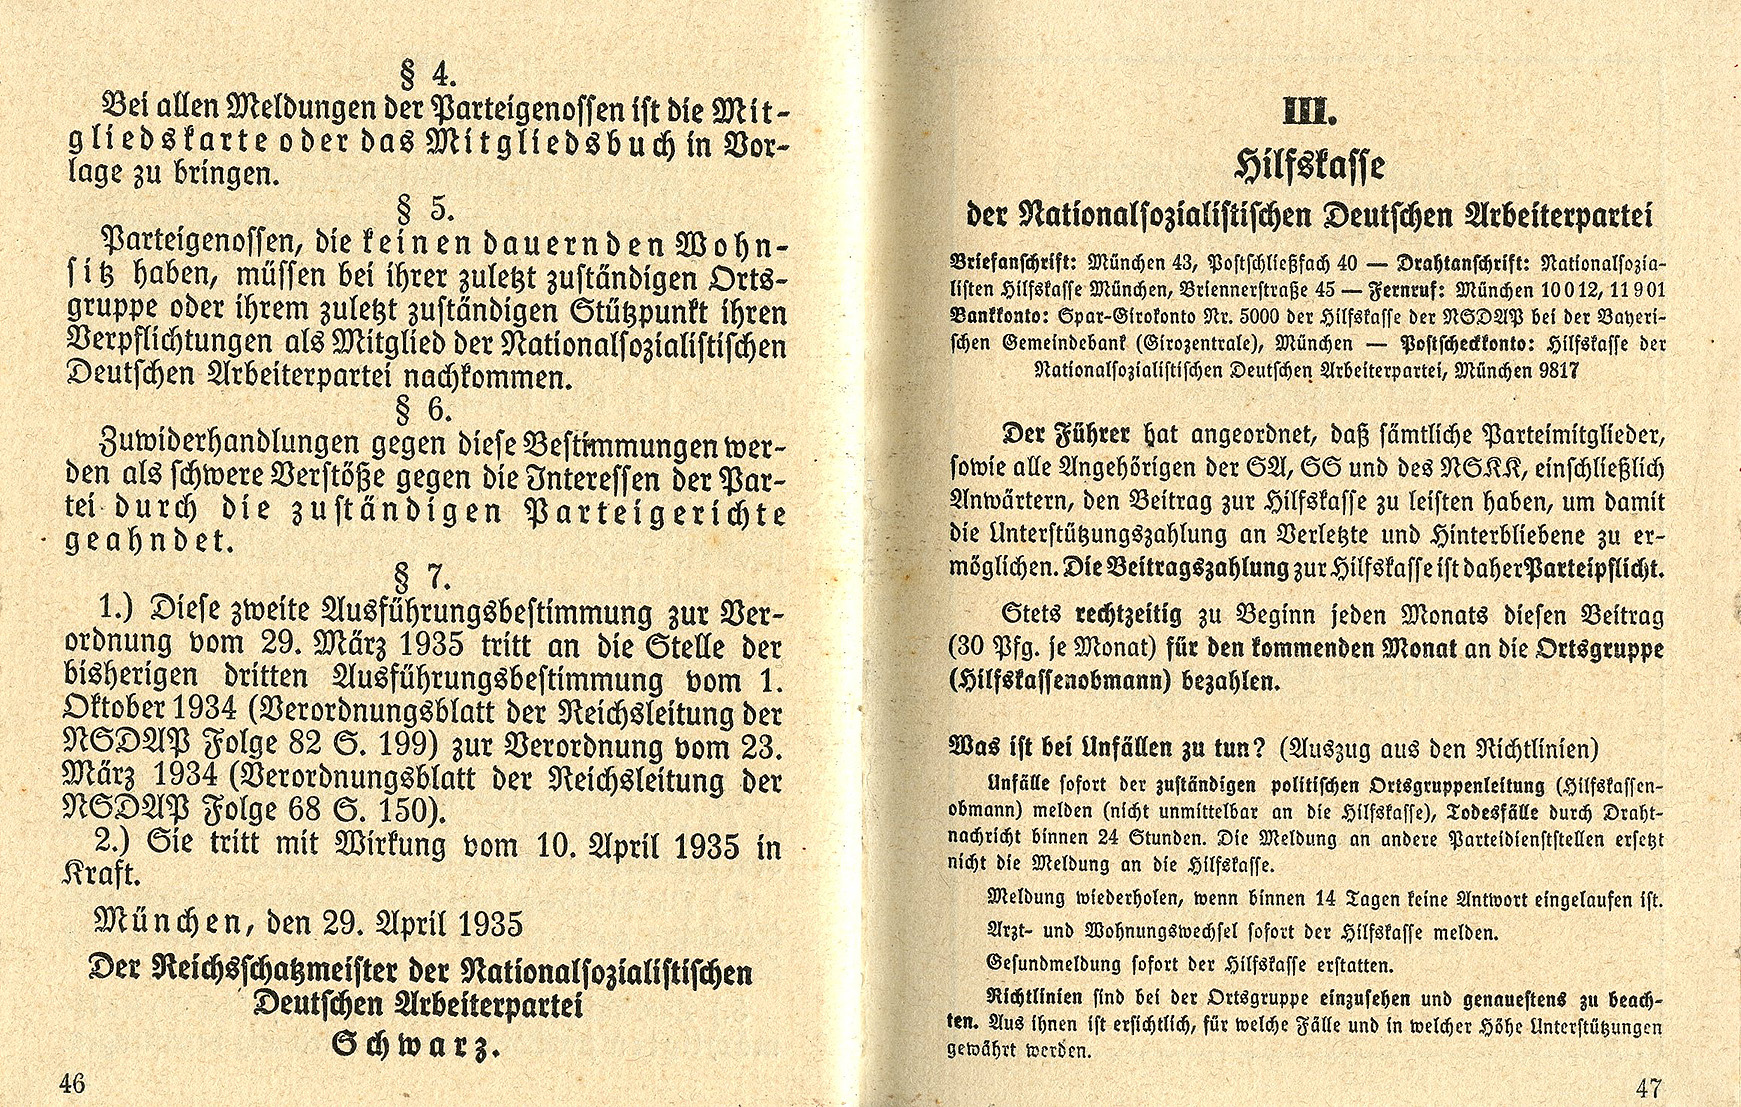 § 4.
Bei allen Meldungen der Parteigenossen ist die Mit-
gliedskarte oder das Mitgliedsbuch in Vor-
lage zu bringen.
§ 5.
Parteigenossen, die keinen dauernden Wohn-
sitz haben, müssen bei ihrer zuletzt zuständigen Orts-
gruppe oder ihrem zuletzt zuständigen Stützpunkt ihren
Verpflichtungen als Mitglied der Nationalsozialistischen
Deutschen Arbeiterpartei nachkommen.
§ 6.
Zuwiderhandlungen gegen diese Bestimmungen wer-
den als schwere Verstöße gegen die Interessen der Par-
tei durch die zuständigen Parteigerichte
geahndet.
§ 7.
1.) Diese zweite Ausführungsbestimmung zur Ver-
ordnung vom 29. März 1935 tritt an die Stelle der
bisherigen dritten Ausführungsbestimmung vom 1.
Oktober 1934 (Verordnungsblatt der Reichsleitung der
NSDAP Folge 82 S. 199) zur Verordnung vom 23.
März 1934 (Verordnungsblatt der Reichsleitung der
NSDAP Folge 68 S. 150).
2.) Sie tritt mit Wirkung vom 10. April 1935 in
Kraft.
München, den 29. April 1935
Der Reichsschatzmeister der Nationalsozialistischen
Deutschen Arbeiterpartei
Schwarz.
46
III.
Hilfskasse
der Nationalsozialistischen Deutschen Arbeiterpartei
Briefanschrift: München 43, Postschließfach 40 — Drahtanschrift: Nationalsozia-
listen Hilfskasse München, Briennerstraße 45 — Fernruf: München 10012, 11901
Bankkonto: Spar-Girokonto Nr. 5000 der Hilfskasse der NSDAP bei der Bayeri-
schen Gemeindebank (Girozentrale), München — Postscheckkonto: Hilfskasse der
Nationalsozialistischen Deutschen Arbeiterpartei, München 9817
Der Führer hat angeordnet, daß sämtliche Parteimitglieder,
sowie alle Angehörigen der SA, SS und des NSKK, einschließlich
Anwärtern, den Beitrag zur Hilfskasse zu leisten haben, um damit
die Unterstützungszahlung an Verletzte und Hinterbliebene zu er-
möglichen. Die Beitragszahlung zur Hilfskasse ist daher Parteipflicht.
Stets rechtzeitig zu Beginn jeden Monats diesen Beitrag
(30 Pfg. je Monat) für den kommenden Monat an die Ortsgruppe
(Hilfskassenobmann) bezahlen.
Was ist bei Unfällen zu tun? (Auszug aus den Richtlinien)
Unfälle sofort der zuständigen politischen Ortsgruppenleitung (Hilfskassen-
obmann) melden (nicht unmittelbar an die Hilfskasse), Todesfälle durch Draht-
nachricht binnen 24 Stunden. Die Meldung an andere Parteidienststellen ersetzt
nicht die Meldung an die Hilfskasse.
Meldung wiederholen, wenn binnen 14 Tagen keine Antwort eingelaufen ist.
Arzt- und Wohnungswechsel sofort der Hilfskasse melden.
Gesundmeldung sofort der Hilfskasse erstatten.
Richtlinien sind bei der Ortsgruppe einzusehen und genauestens zu beach-
ten. Aus ihnen ist ersichtlich, für welche Fälle und in welcher Höhe Unterstützungen
gewährt werden.
47